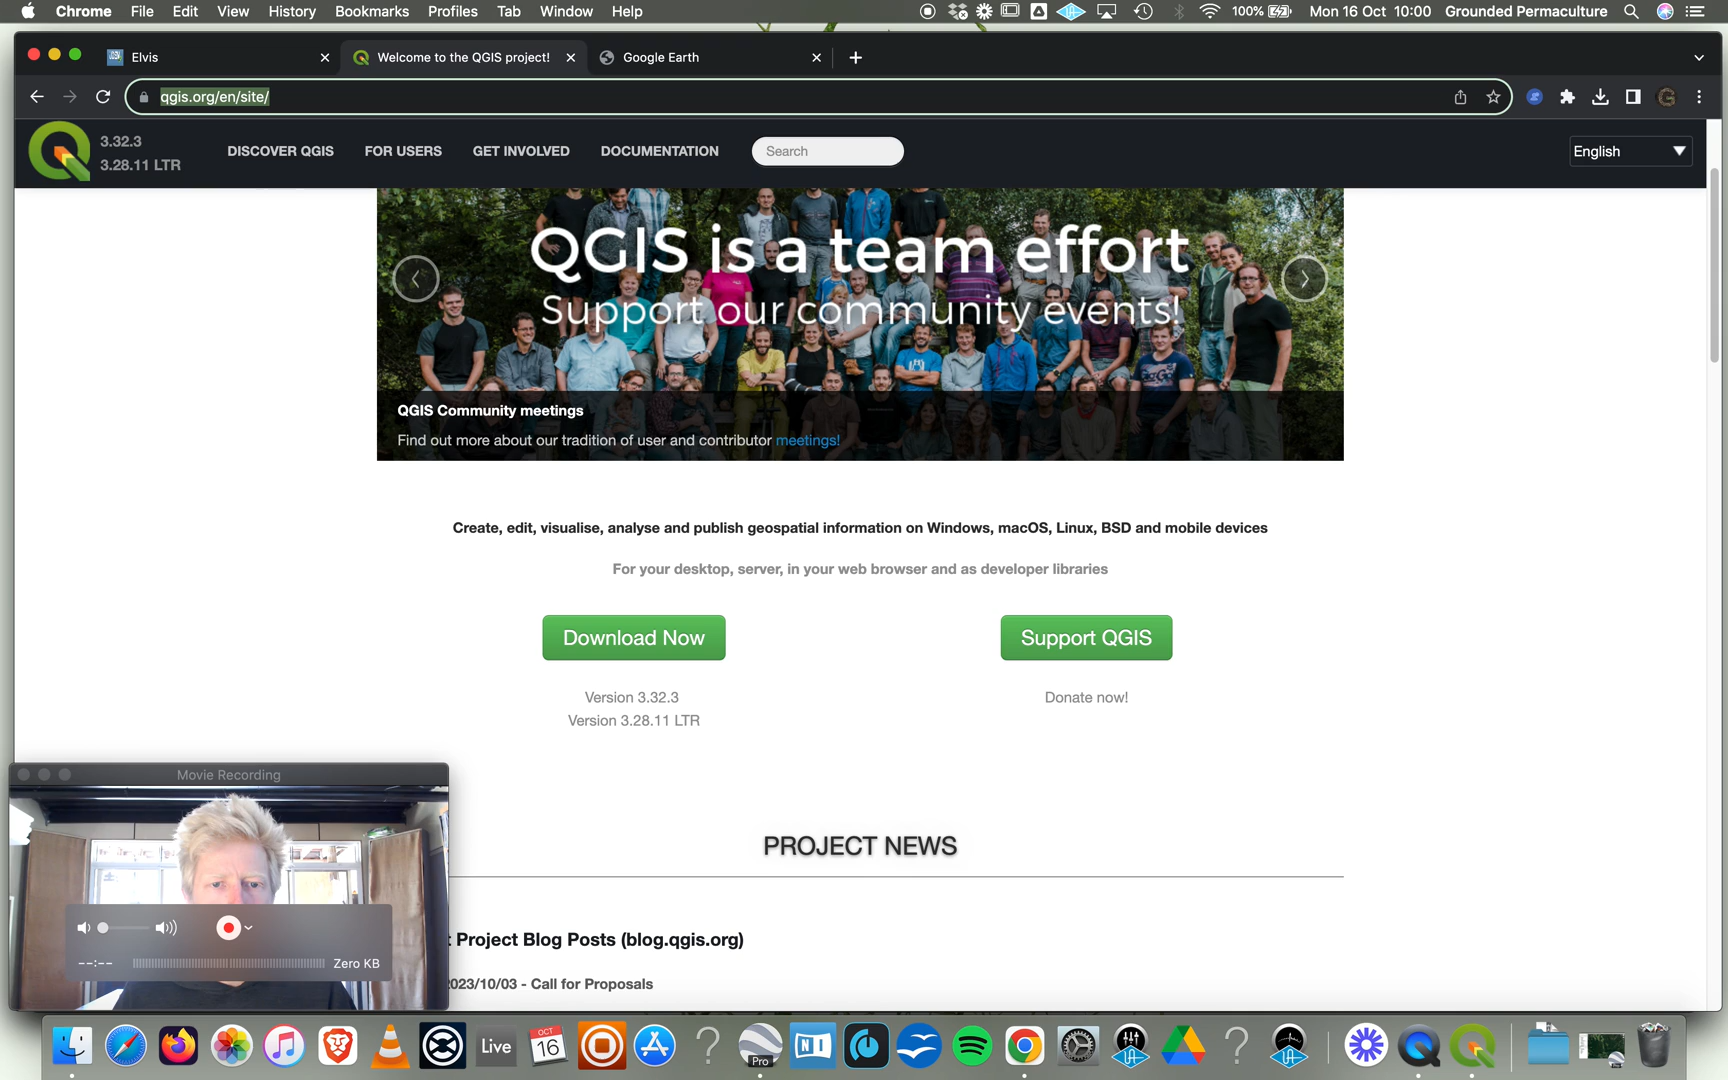 Chrome File Edit View History Bookmarks Profiles Tab Window Help 100% Mon 16 Oct 10:00 Grounded Permaculture
Elvis Welcome to the QGIS project! Google Earth
qgis.org/en/site/
3.32.3
3.28.11 LTR
DISCOVER QGIS FOR USERS GET INVOLVED DOCUMENTATION Search English
QGIS is a team effort
Support our community events!
QGIS Community meetings
Find out more about our tradition of user and contributor meetings!
Create, edit, visualise, analyse and publish geospatial information on Windows, macOS, Linux, BSD and mobile devices
For your desktop, server, in your web browser and as developer libraries
Download Now Support QGIS
Version 3.32.3 Donate now!
Version 3.28.11 LTR
Movie Recording
PROJECT NEWS
t Project Blog Posts (blog.qgis.org)
--:-- Zero KB
023/10/03 - Call for Proposals
Live OCT
16
Pro